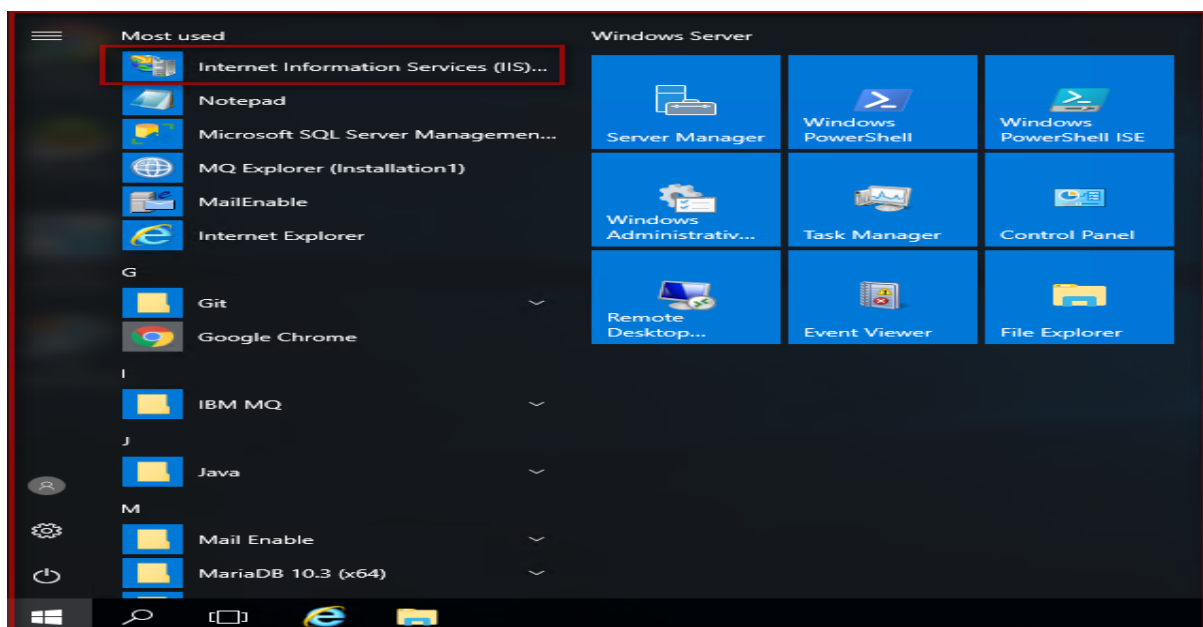 Most used
Internet Information Services (IIS)...
Notepad
Microsoft SQL Server Managemen...
MQ Explorer (Installation1)
MailEnable
Internet Explorer
G
Git
Google Chrome
I
IBM MQ
J
Java
M
Mail Enable
MariaDB 10.3 (x64)
Windows Server
Server Manager
Windows
PowerShell
Windows
PowerShell ISE
Windows
Administrativ...
Task Manager
Control Panel
Remote
Desktop...
Event Viewer
File Explorer